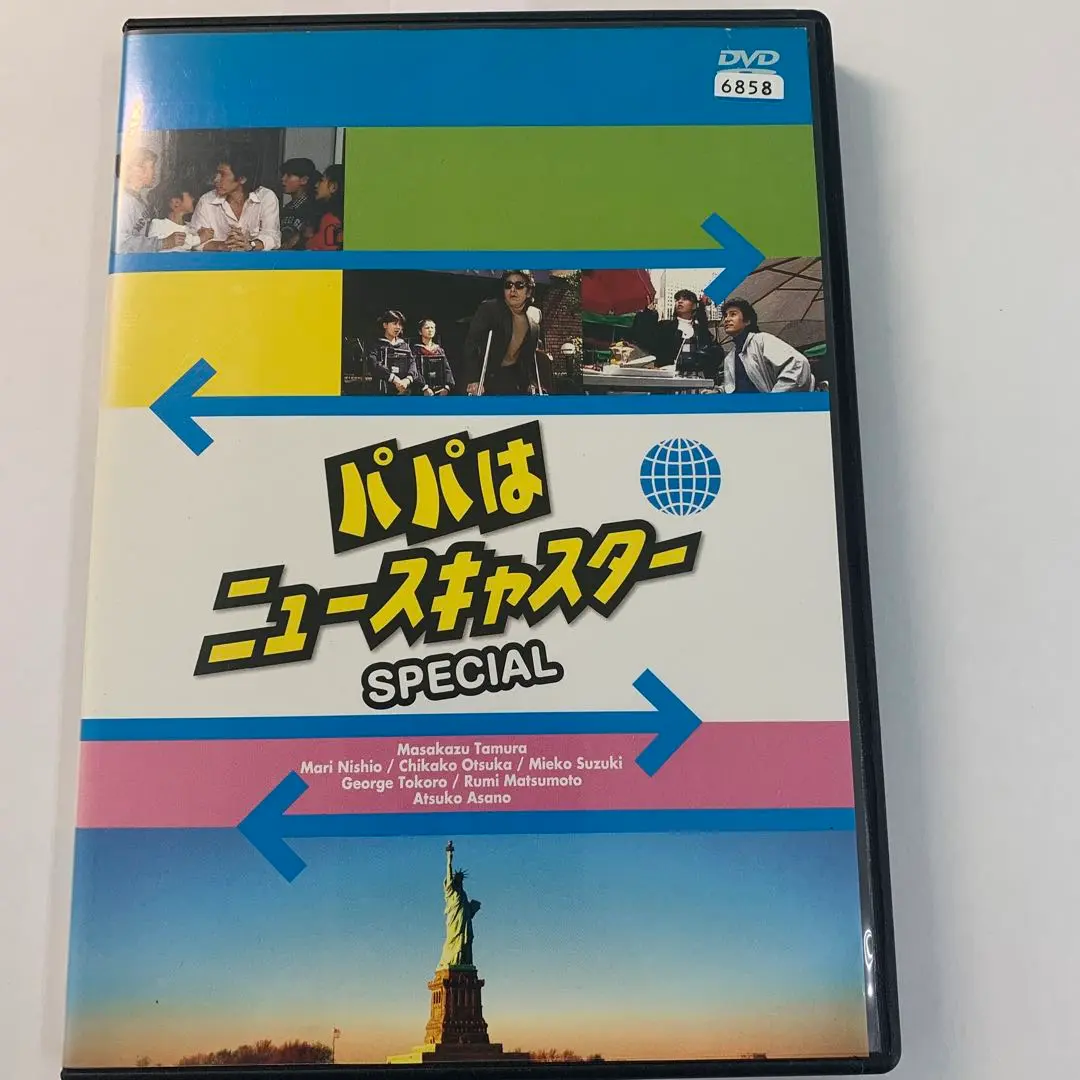 DVD
6858
パパは
ニュースキャスター
SPECIAL
Masakazu Tamura
Mari Nishio / Chikako Otsuka / Mieko Suzuki
George Tokoro / Rumi Matsumoto
Atsuko Asano